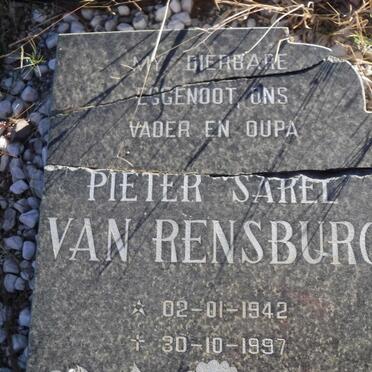 MY DIERBARE
EGGENOOT, ONS
VADER EN OUPA
PIETER SAREL
VAN RENSBURG
* 02-01-1942
+ 30-10-1997